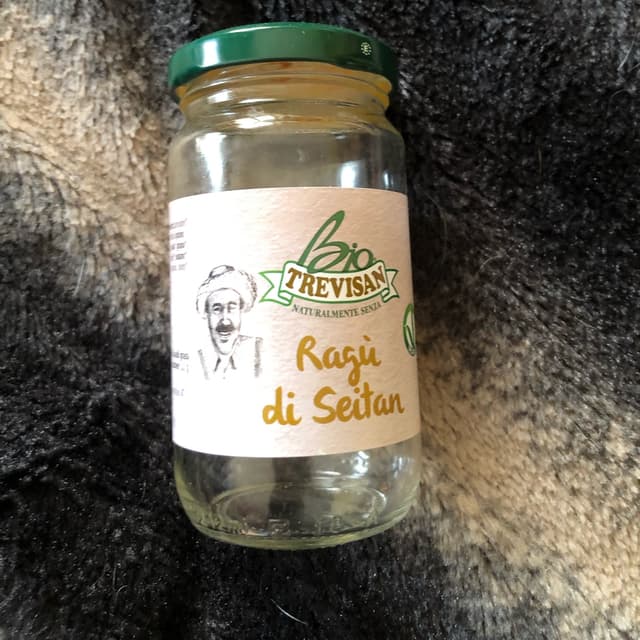 Bio
TREVISAN
NATURALMENTE SENZA
Ragù
di Seitan